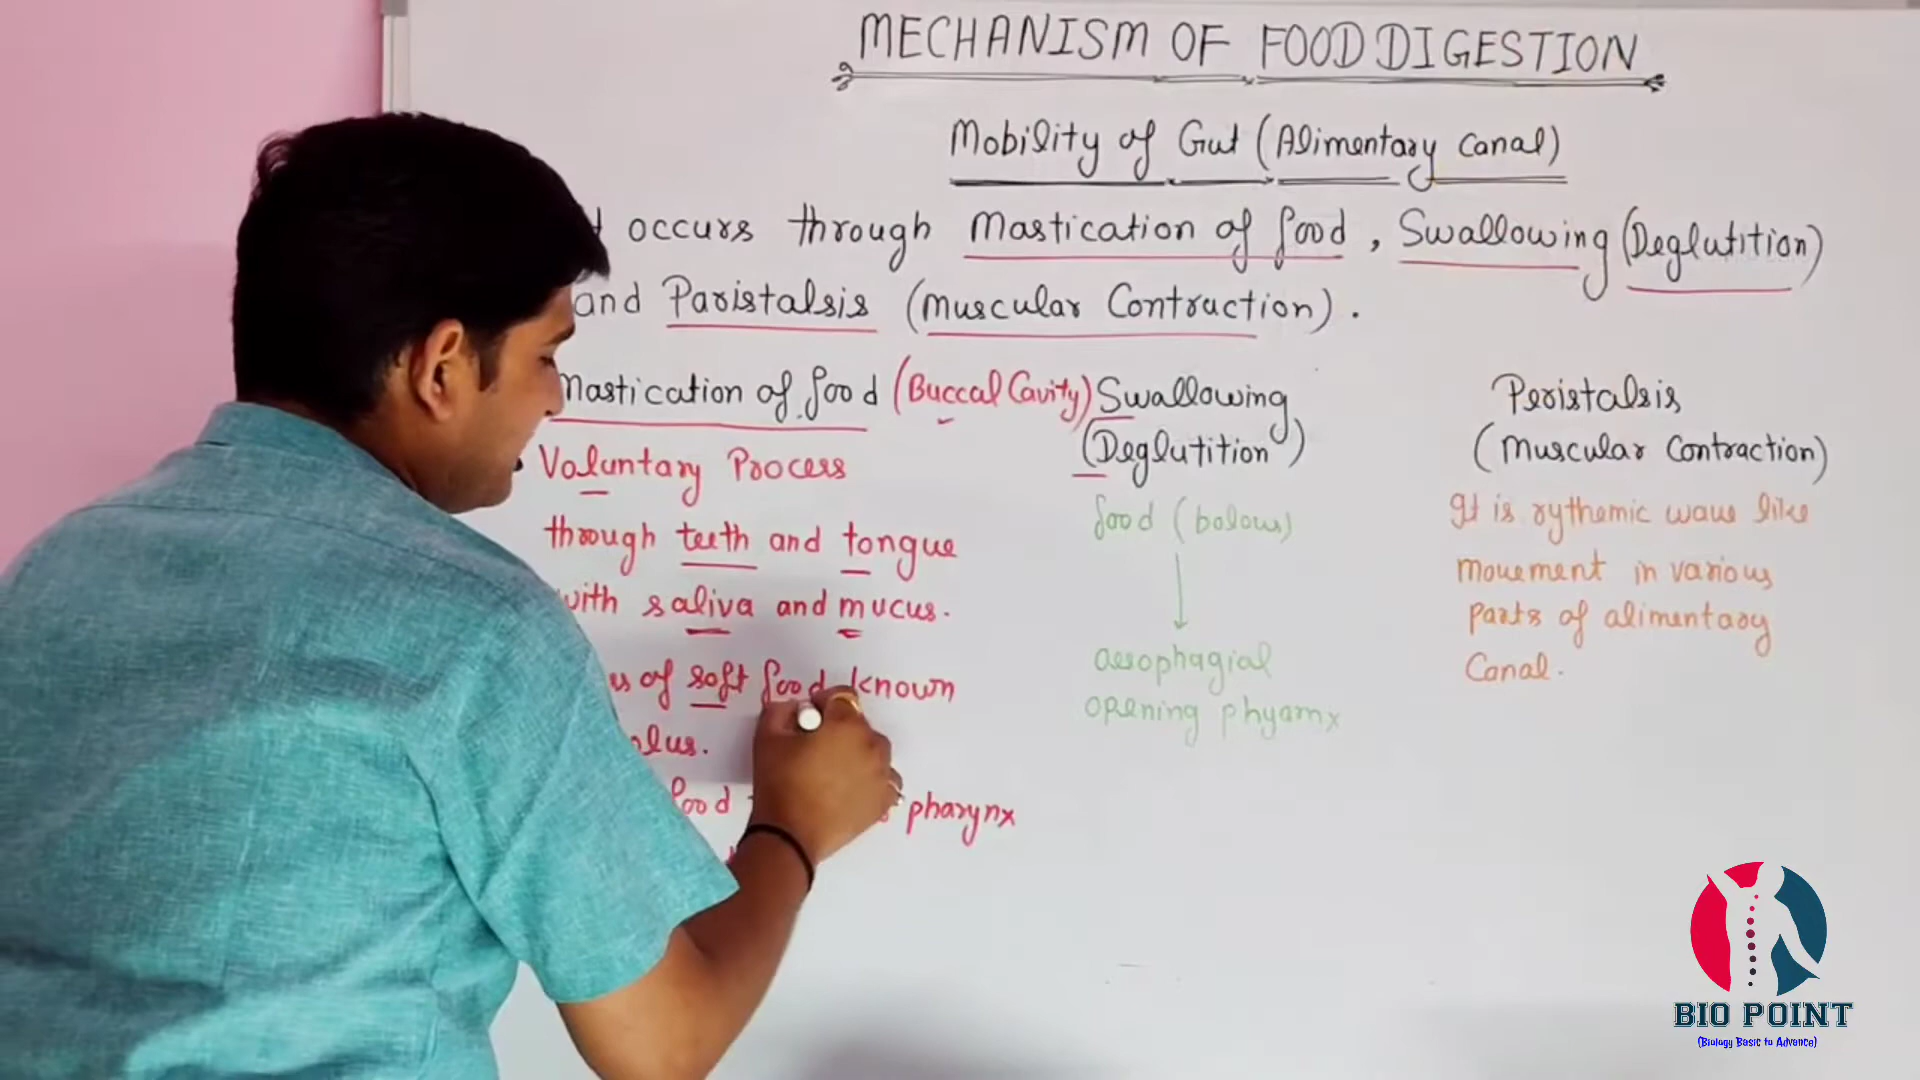 MECHANISM OF FOOD DIGESTION
Mobility of Gut (Alimentary Canal)
occurs through Mastication of food, Swallowing (Deglutition)
and Paristalsis (Muscular Contraction).
Mastication of food (Buccal Cavity)
Voluntary Process
through teeth and tongue
with saliva and mucus.
of soft food known
food pharynx
Swallowing
(Deglutition)
food (bolous)
aesophagial
opening phyarnx
Peristalsis
(Muscular Contraction)
It is rythemic wave like
movement in various
parts of alimentary
Canal.
BIO POINT
(Biology Basic to Advance)